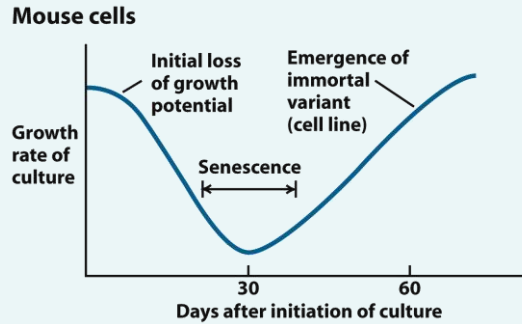 Mouse cells
Initial loss
of growth
potential
Emergence of
immortal
variant
(cell line)
Growth
rate of
culture
Senescence
30
60
Days after initiation of culture